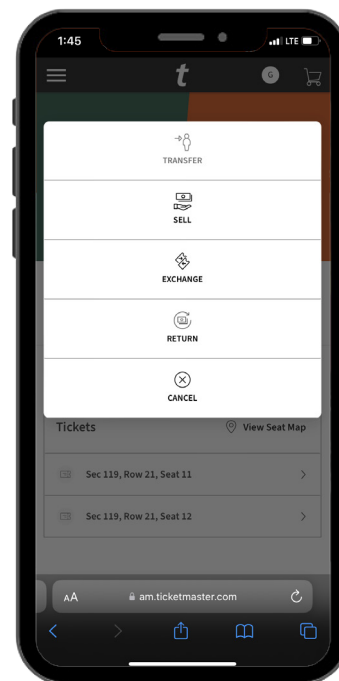 1:45
LTE
t
G
TRANSFER
SELL
EXCHANGE
RETURN
CANCEL
Tickets
View Seat Map
Sec 119, Row 21, Seat 11
Sec 119, Row 21, Seat 12
AA
am.ticketmaster.com